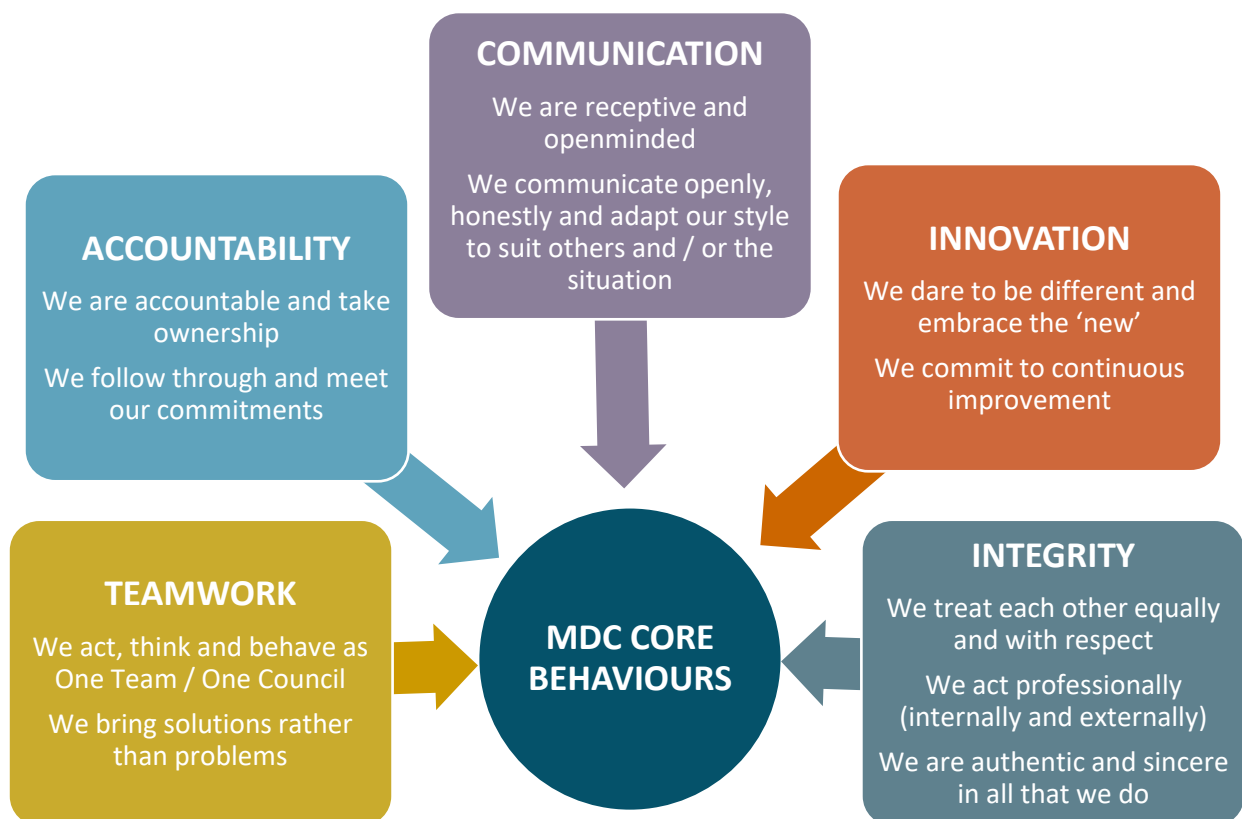 COMMUNICATION
We are receptive and
openminded
We communicate openly,
honestly and adapt our style
to suit others and / or the
situation
ACCOUNTABILITY
We are accountable and take
ownership
We follow through and meet
our commitments
INNOVATION
We dare to be different and
embrace the ‘new’
We commit to continuous
improvement
TEAMWORK
We act, think and behave as
One Team / One Council
We bring solutions rather
than problems
MDC CORE
BEHAVIOURS
INTEGRITY
We treat each other equally
and with respect
We act professionally
(internally and externally)
We are authentic and sincere
in all that we do